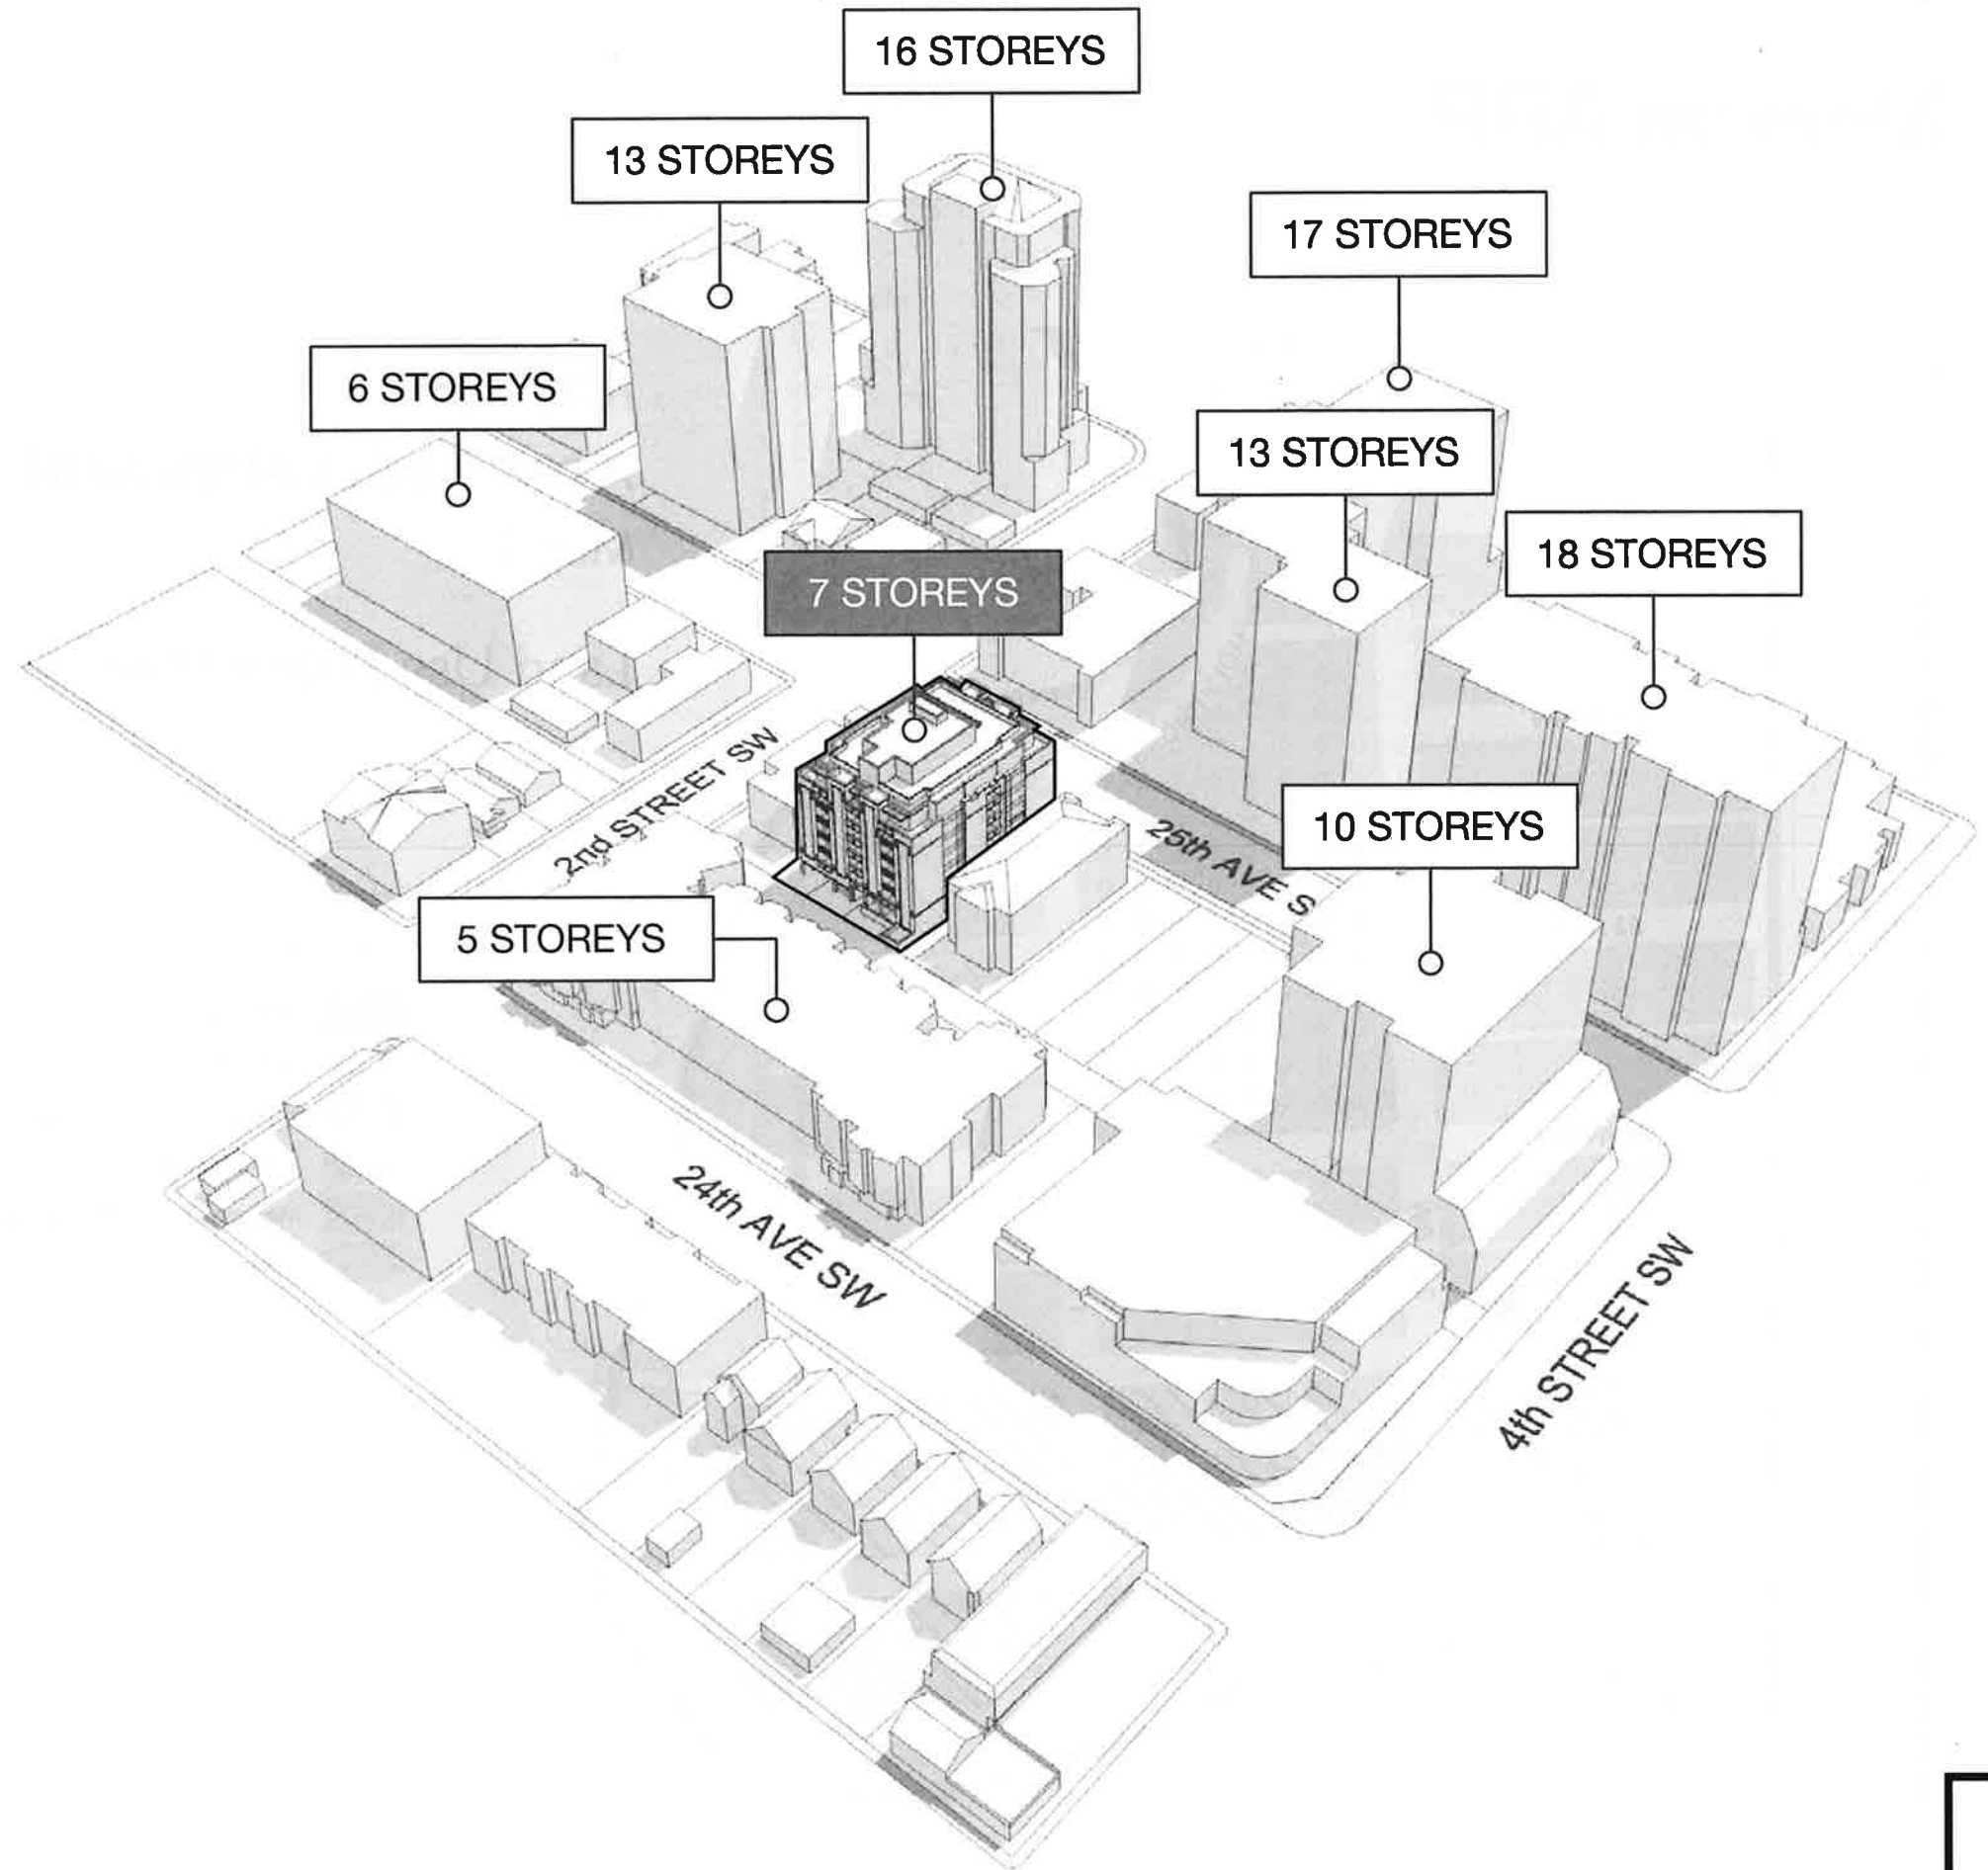 16 STOREYS
13 STOREYS
17 STOREYS
6 STOREYS
13 STOREYS
18 STOREYS
7 STOREYS
2nd STREET SW
10 STOREYS
25th AVE S
5 STOREYS
24th AVE SW
4th STREET SW